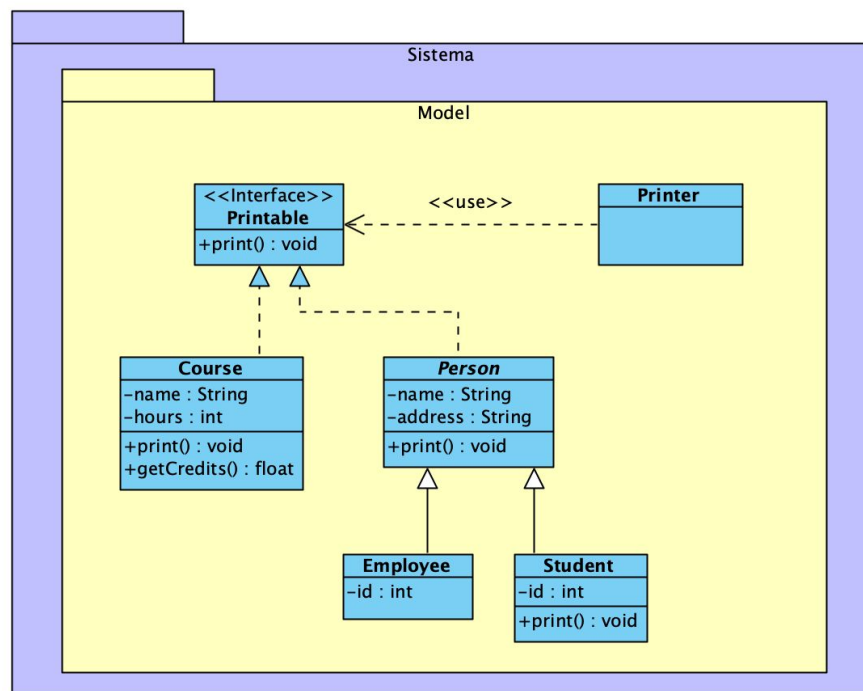 Sistema
Model
<<Interface>>
Printable
+print() : void
<<use>>
Printer
Course
-name : String
-hours : int
+print() : void
+getCredits() : float
Person
-name : String
-address : String
+print() : void
Employee
-id : int
Student
-id : int
+print() : void